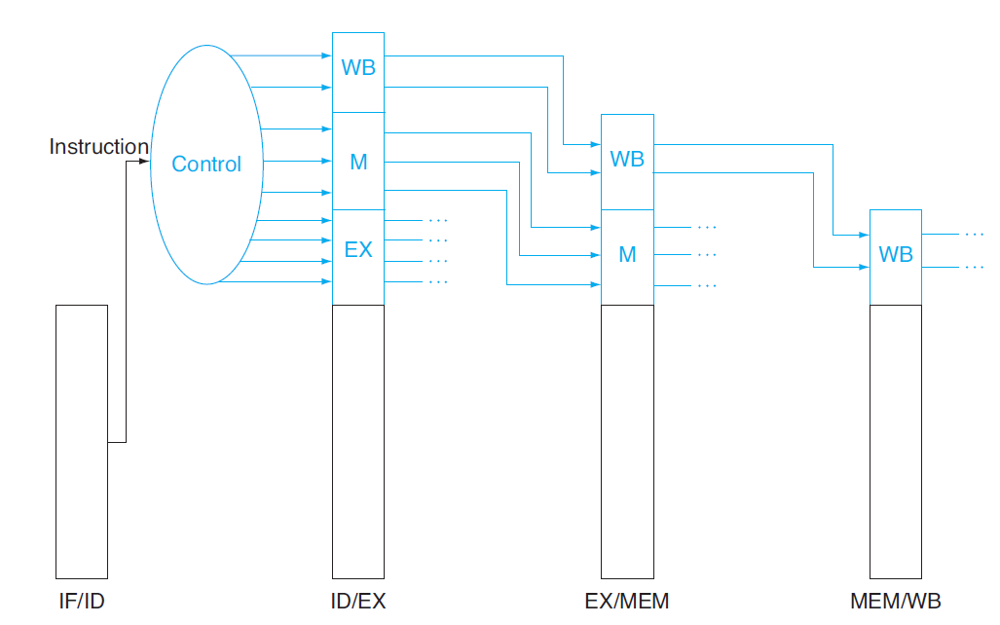 Instruction
Control
WB
M
EX
...
...
...
...
WB
M
...
...
...
WB
...
...
IF/ID
ID/EX
EX/MEM
MEM/WB